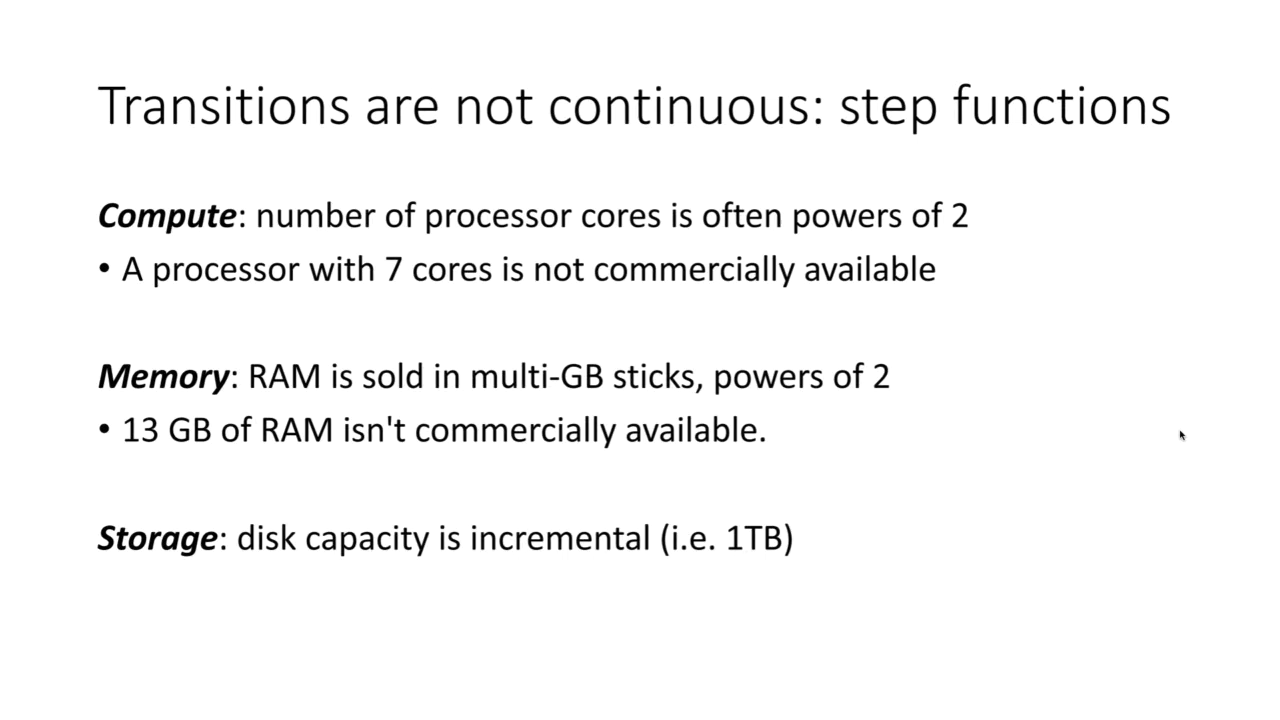 Transitions are not continuous: step functions
Compute: number of processor cores is often powers of 2
• A processor with 7 cores is not commercially available
Memory: RAM is sold in multi-GB sticks, powers of 2
• 13 GB of RAM isn't commercially available.
Storage: disk capacity is incremental (i.e. 1TB)